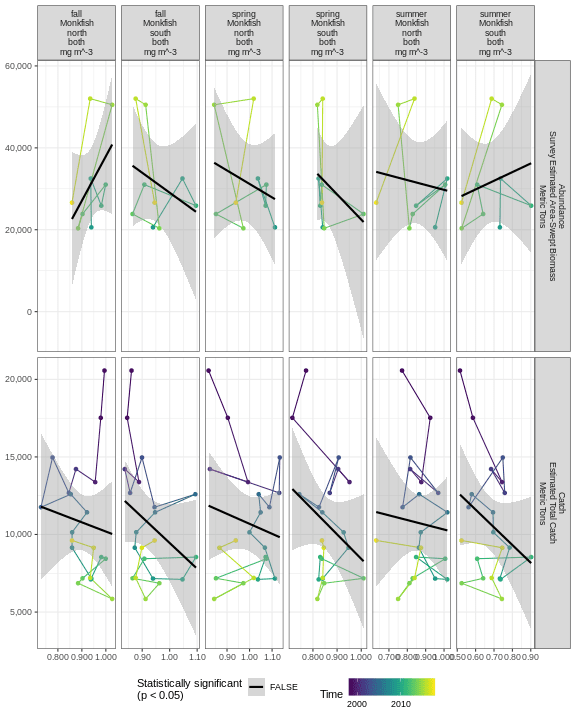 fall
Monkfish
north
both
mg m^-3
fall
Monkfish
south
both
mg m^-3
spring
Monkfish
north
both
mg m^-3
spring
Monkfish
south
both
mg m^-3
summer
Monkfish
north
both
mg m^-3
summer
Monkfish
south
both
mg m^-3
60,000
40,000
20,000
0
Abundance
Survey Estimated Area-Swept Biomass
Metric Tons
20,000
15,000
10,000
5,000
Catch
Estimated Total Catch
Metric Tons
0.800 0.900 1.000
0.90 1.00 1.10
0.90 1.00 1.10
0.800 0.900 1.000
0.700 0.800 0.900 1.000
0.50 0.60 0.70 0.80 0.90
Statistically significant
(p < 0.05)
FALSE
Time
2000 2010